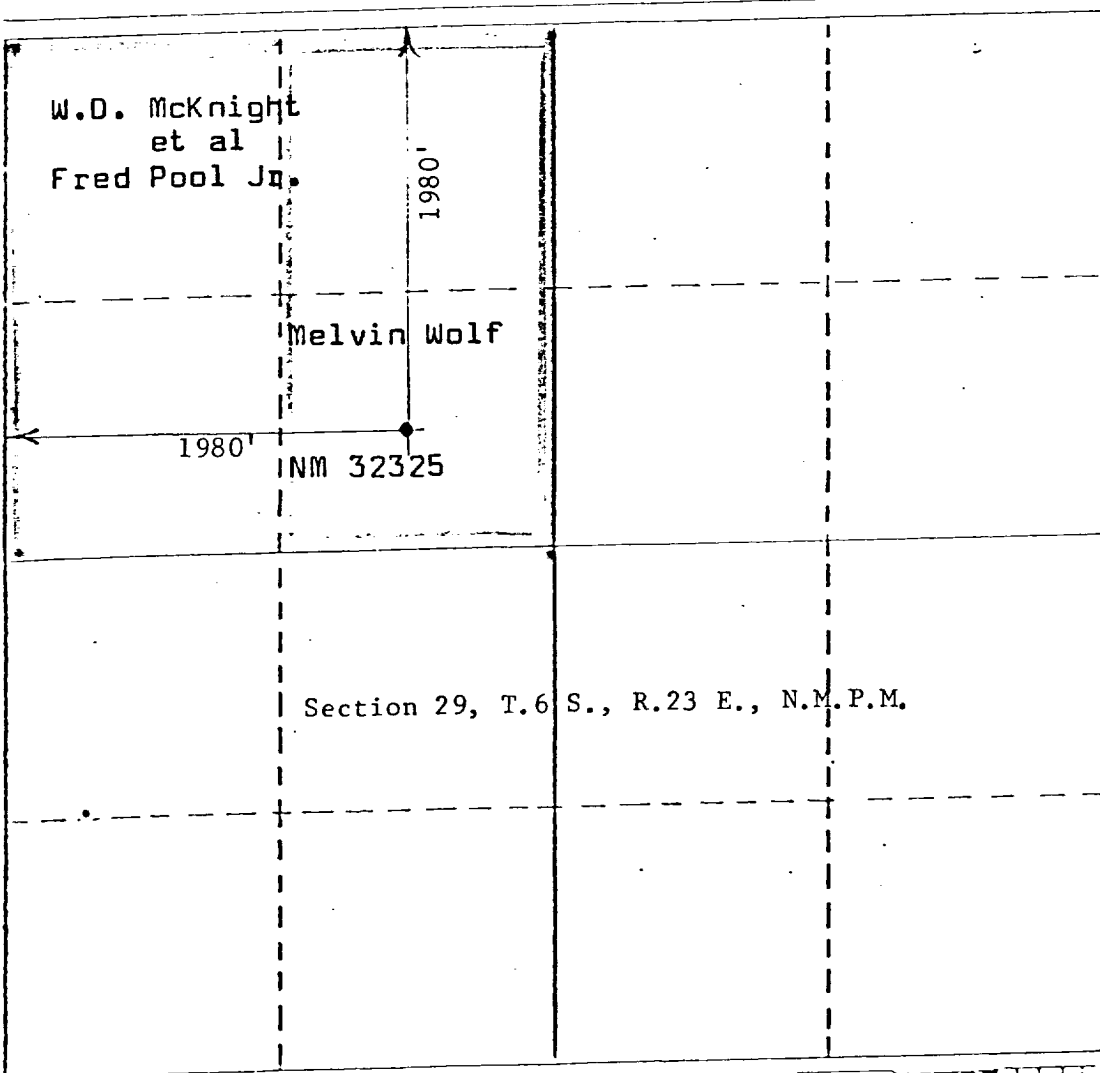 W.D. McKnight
et al
Fred Pool Jr.
1980'
Melvin Wolf
1980'
NM 32325
Section 29, T.6 S., R.23 E., N.M.P.M.